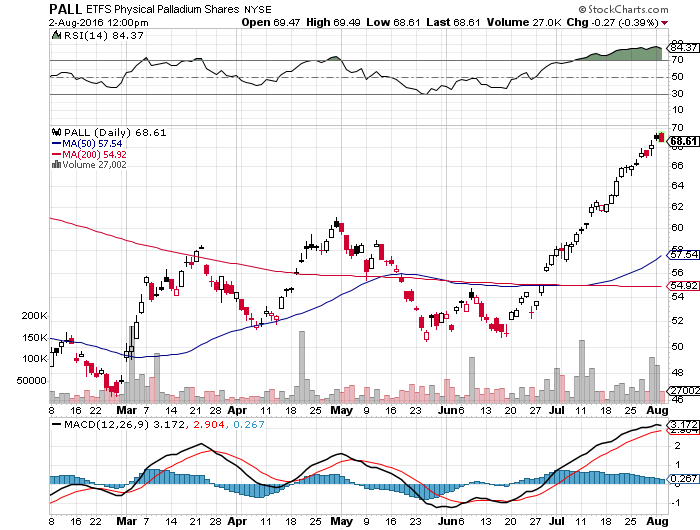 PALL ETFS Physical Palladium Shares NYSE © StockCharts.com
2-Aug-2016 12:00pm Open 69.47 High 69.49 Low 68.61 Last 68.61 Volume 27.0K Chg -0.27 (-0.39%)
RSI(14) 84.37
90
84.37
70
50
30
10
PALL (Daily) 68.61
MA(50) 57.54
MA(200) 54.92
Volume 27,002
70
68.61
68
66
64
62
60
58
57.54
56
54.92
54
52
50
48
46
200K
150K
100K
50000
27002
8 16 22 Mar 7 14 21 28 Apr 11 18 25 May 9 16 23 Jun 6 13 20 27 Jul 11 18 25 Aug
MACD(12,26,9) 3.172, 2.904, 0.267
3.172
2.904
2
1
0.267
0
-1
8 16 22 Mar 7 14 21 28 Apr 11 18 25 May 9 16 23 Jun 6 13 20 27 Jul 11 18 25 Aug